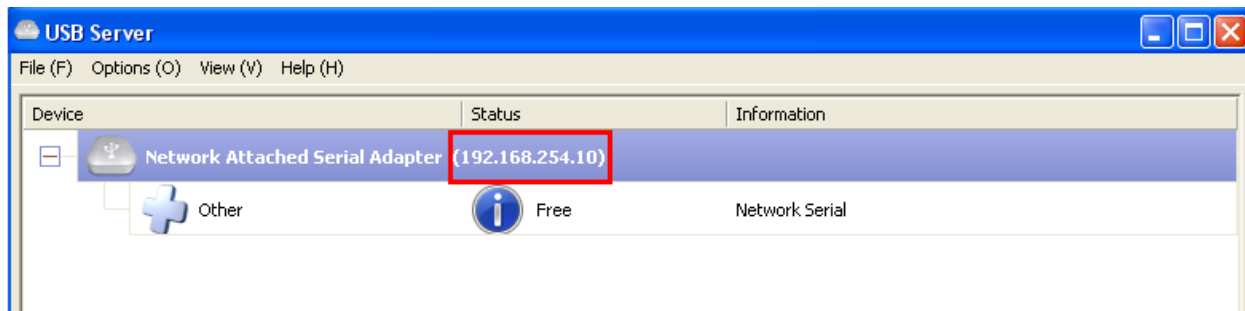 USB Server
File (F) Options (O) View (V) Help (H)
Device Status Information
Network Attached Serial Adapter (192.168.254.10)
Other Free Network Serial